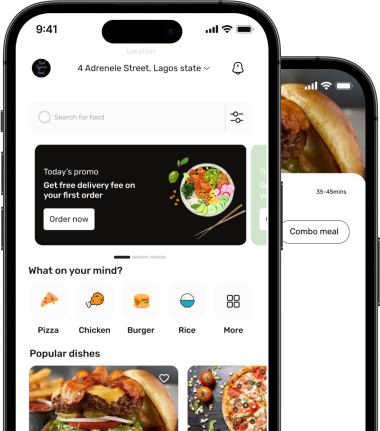 9:41
Location
4 Adrenele Street, Lagos state
Search for food
Today's promo
Get free delivery fee on
your first order
Order now
What on your mind?
Pizza
Chicken
Burger
Rice
More
Popular dishes
35-45mins
Combo meal